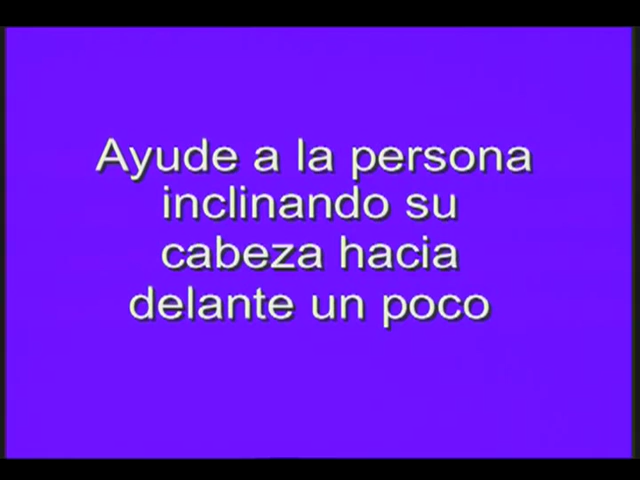 Ayude a la persona
inclinando su
cabeza hacia
delante un poco